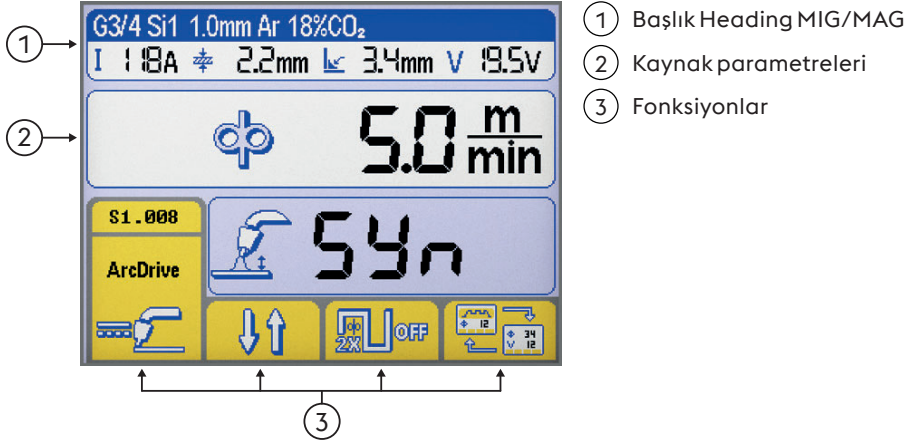 G3/4 Si1 1.0mm Ar 18%CO₂
I 118A 2.2mm 3.4mm V 19.5V
5.0 m/min
S1.008
Syn
ArcDrive
2X OFF
12
34
V 12
1 Başlık Heading MIG/MAG
2 Kaynak parametreleri
3 Fonksiyonlar
1
2
3